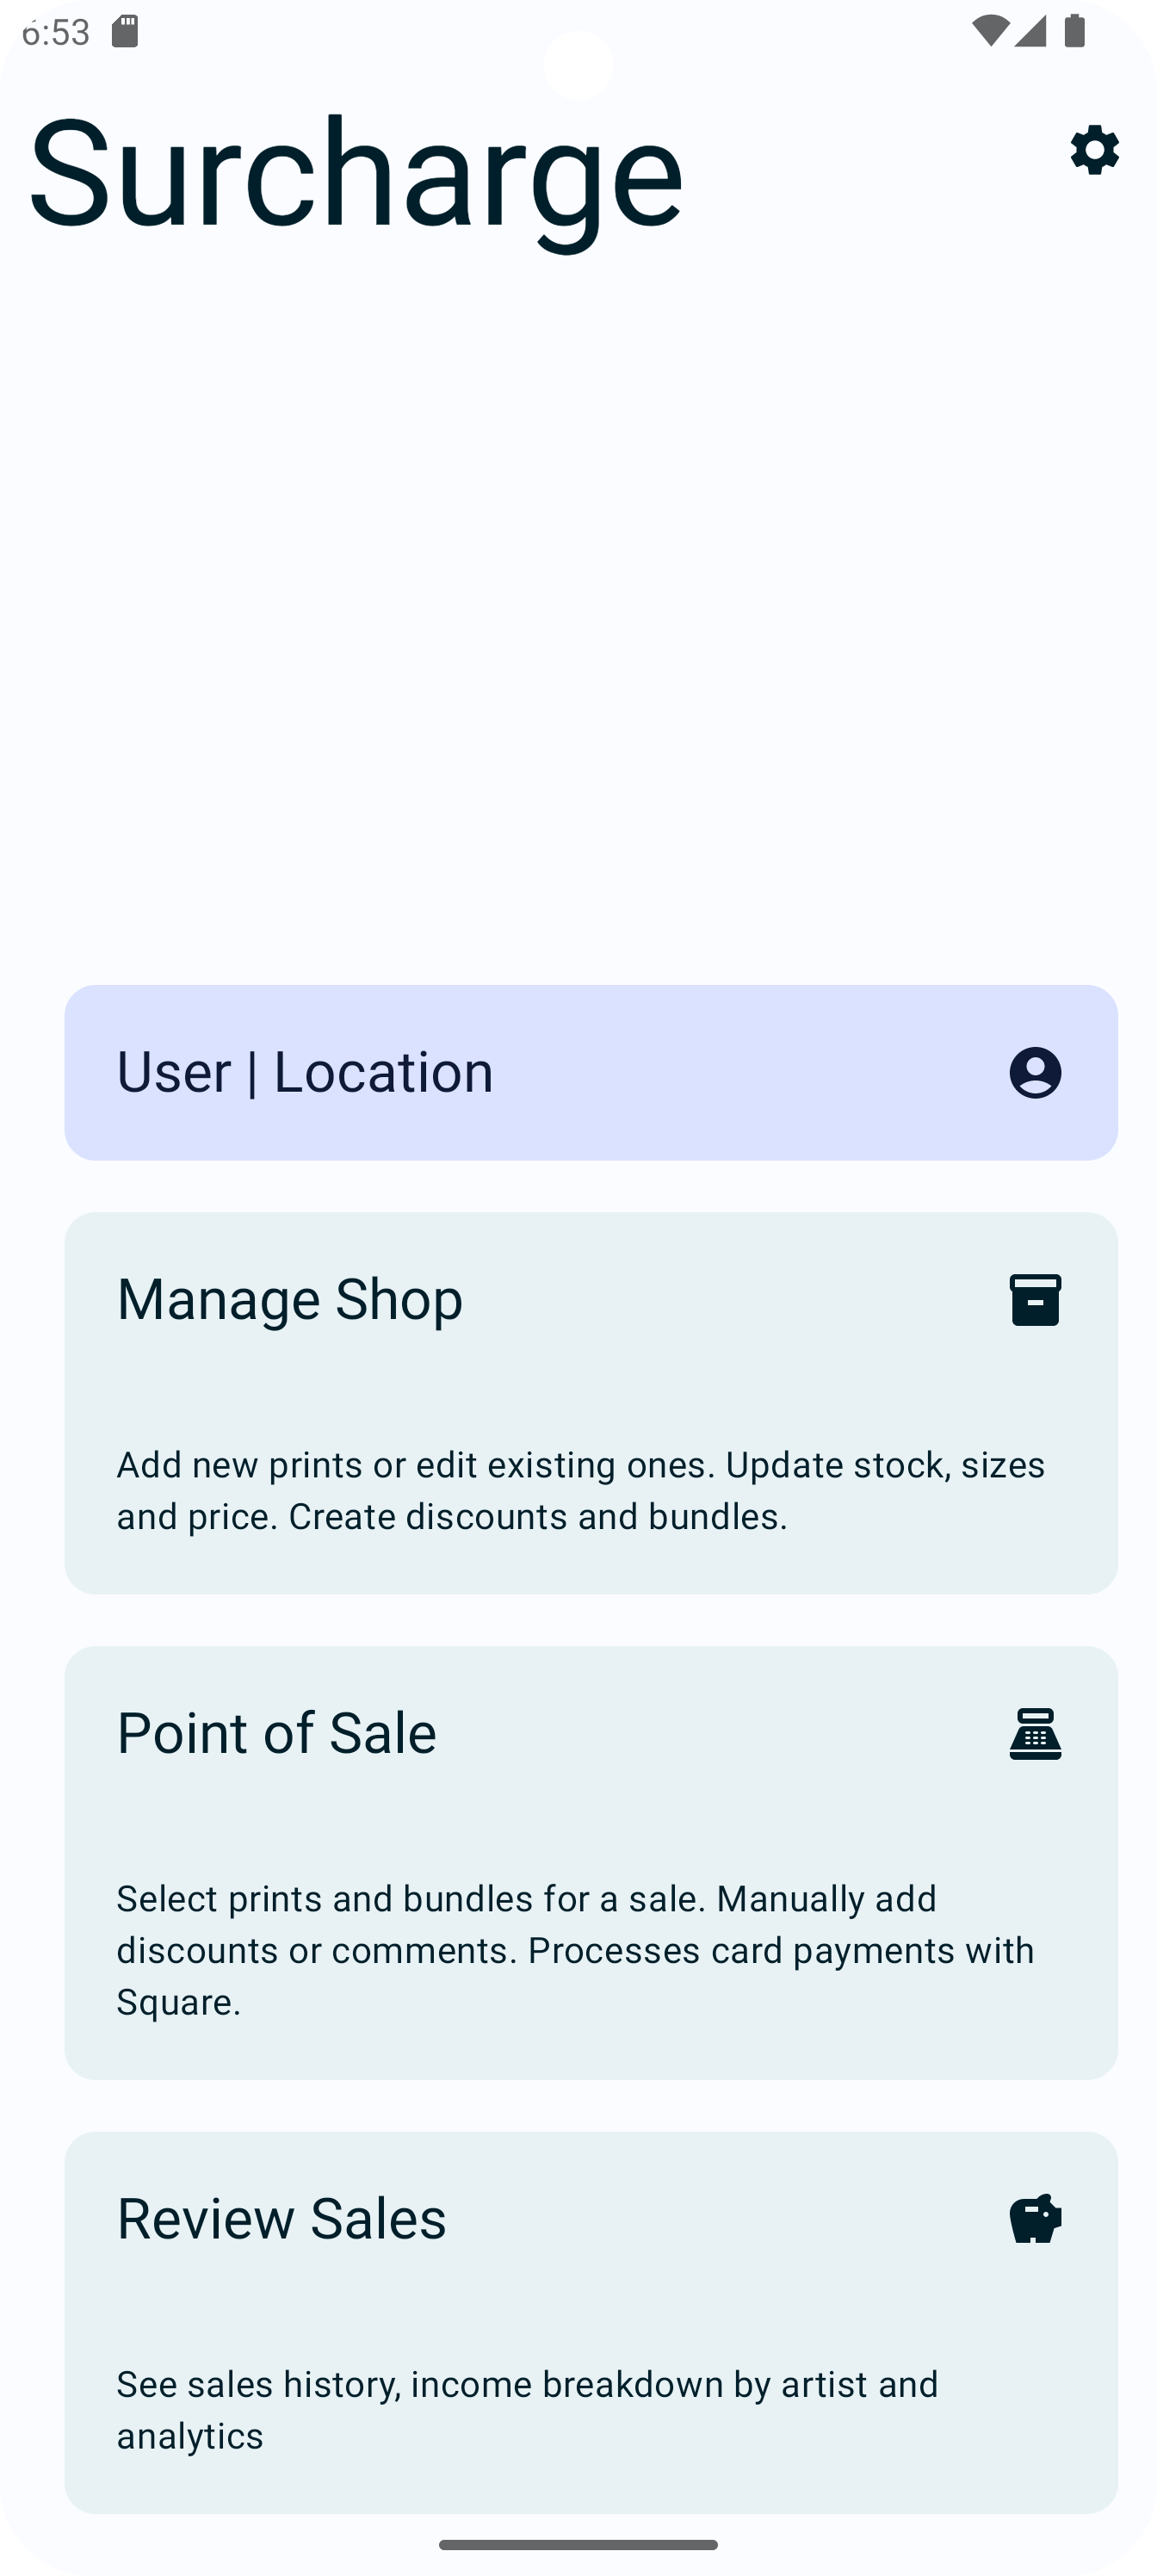 6:53
Surcharge
User | Location
Manage Shop
Add new prints or edit existing ones. Update stock, sizes
and price. Create discounts and bundles.
Point of Sale
Select prints and bundles for a sale. Manually add
discounts or comments. Processes card payments with
Square.
Review Sales
See sales history, income breakdown by artist and
analytics